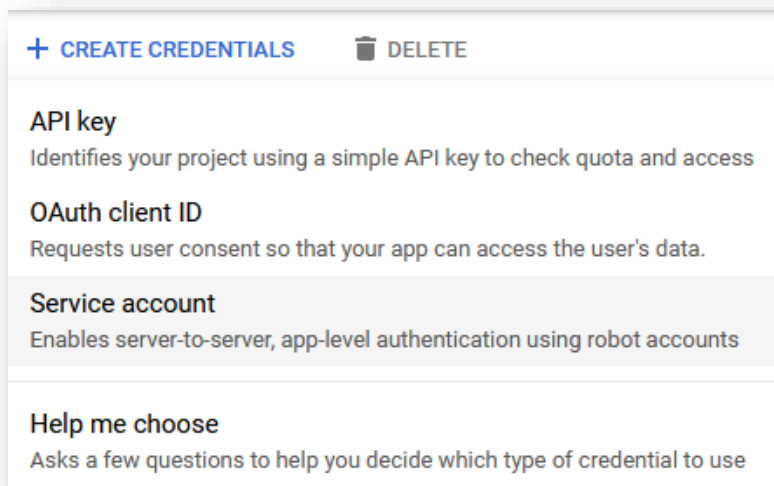 + CREATE CREDENTIALS DELETE
API key
Identifies your project using a simple API key to check quota and access
OAuth client ID
Requests user consent so that your app can access the user's data.
Service account
Enables server-to-server, app-level authentication using robot accounts
Help me choose
Asks a few questions to help you decide which type of credential to use